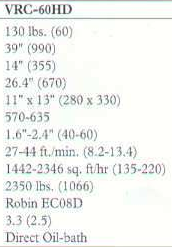 VRC-60HD
130 lbs. (60)
39" (990)
14" (355)
26.4" (670)
11" x 13" (280 x 330)
570-635
1.6"-2.4" (40-60)
27-44 ft./min. (8.2-13.4)
1442-2346 sq. ft/hr (135-220)
2350 lbs. (1066)
Robin EC08D
3.3 (2.5)
Direct Oil-bath